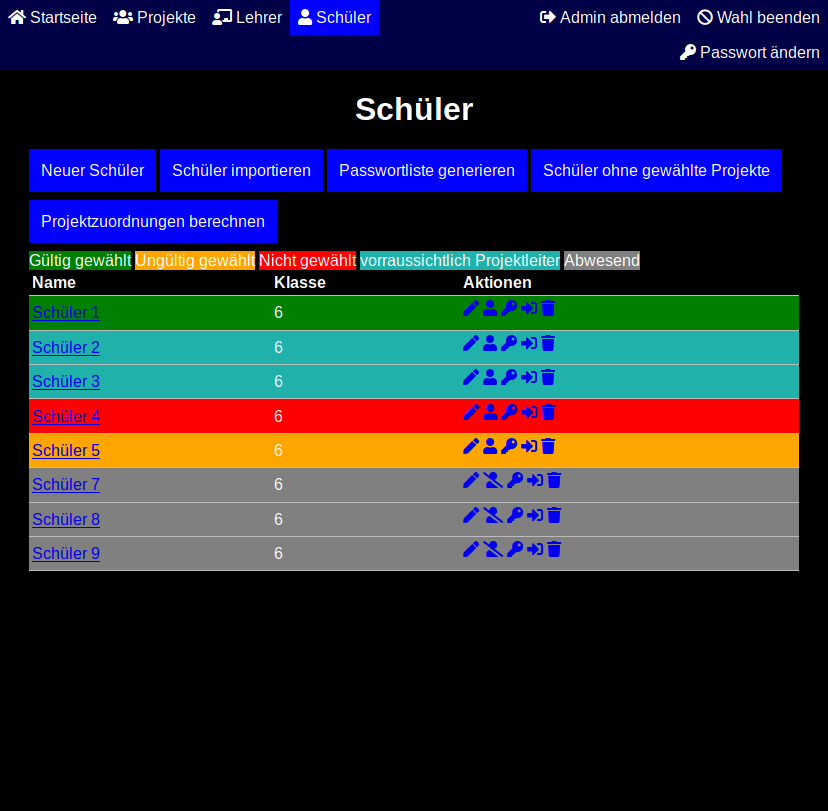 Startseite Projekte Lehrer Schüler Admin abmelden Wahl beenden
Passwort ändern
Schüler
Neuer Schüler Schüler importieren Passwortliste generieren Schüler ohne gewählte Projekte
Projektzuordnungen berechnen
Gültig gewählt Ungültig gewählt Nicht gewählt vorraussichtlich Projektleiter Abwesend
Name Klasse Aktionen
Schüler 1 6
Schüler 2 6
Schüler 3 6
Schüler 4 6
Schüler 5 6
Schüler 7 6
Schüler 8 6
Schüler 9 6